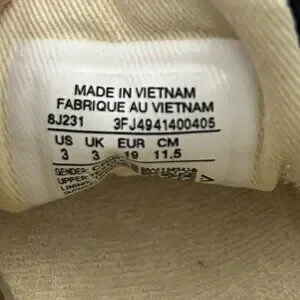 MADE IN VIETNAM
FABRIQUE AU VIETNAM
8J231 3FJ4941400405
US UK EUR CM
3 3 19 11.5
GENDER:
UPPER:
LINING: